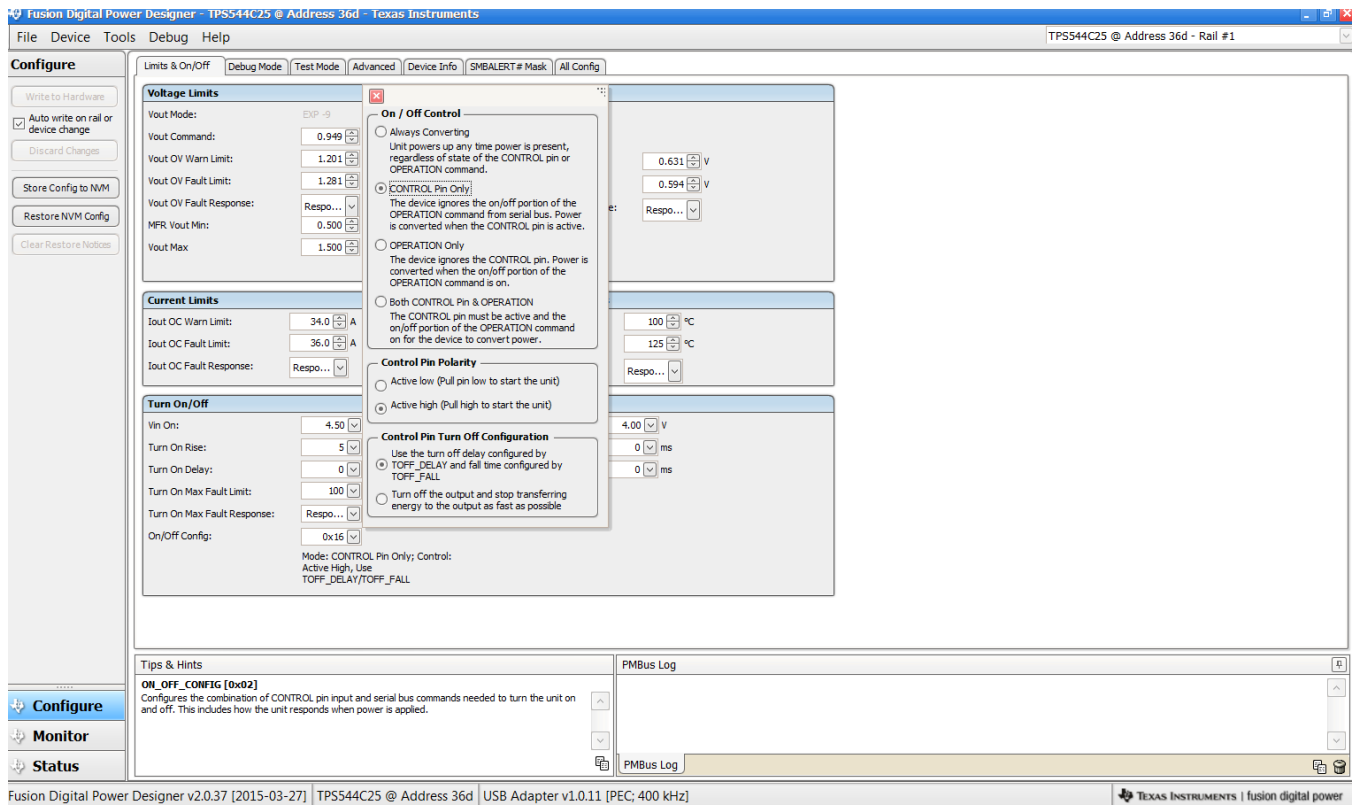 Fusion Digital Power Designer - TPS544C25 @ Address 36d - Texas Instruments
File Device Tools Debug Help
TPS544C25 @ Address 36d - Rail #1
Configure
Write to Hardware
Auto write on rail or
device change
Discard Changes
Store Config to NVM
Restore NVM Config
Clear Restore Notices
Limits & On/Off Debug Mode Test Mode Advanced Device Info SMBALERT# Mask All Config
Voltage Limits
Vout Mode: EXP -9
Vout Command: 0.949
Vout OV Warn Limit: 1.201
Vout OV Fault Limit: 1.281
Vout OV Fault Response: Respo...
MFR Vout Min: 0.500
Vout Max 1.500
0.631 V
0.594 V
e: Respo...
Current Limits
Iout OC Warn Limit: 34.0 A
Iout OC Fault Limit: 36.0 A
Iout OC Fault Response: Respo...
100 °C
125 °C
Respo...
Turn On/Off
Vin On: 4.50
Turn On Rise: 5
Turn On Delay: 0
Turn On Max Fault Limit: 100
Turn On Max Fault Response: Respo...
On/Off Config: 0x16
Mode: CONTROL Pin Only; Control:
Active High, Use
TOFF_DELAY/TOFF_FALL
4.00 V
0 ms
0 ms
On / Off Control
Always Converting
Unit powers up any time power is present,
regardless of state of the CONTROL pin or
OPERATION command.
CONTROL Pin Only
The device ignores the on/off portion of the
OPERATION command from serial bus. Power
is converted when the CONTROL pin is active.
OPERATION Only
The device ignores the CONTROL pin. Power is
converted when the on/off portion of the
OPERATION command is on.
Both CONTROL Pin & OPERATION
The CONTROL pin must be active and the
on/off portion of the OPERATION command
on for the device to convert power.
Control Pin Polarity
Active low (Pull pin low to start the unit)
Active high (Pull high to start the unit)
Control Pin Turn Off Configuration
Use the turn off delay configured by
TOFF_DELAY and fall time configured by
TOFF_FALL
Turn off the output and stop transferring
energy to the output as fast as possible
Tips & Hints
ON_OFF_CONFIG [0x02]
Configures the combination of CONTROL pin input and serial bus commands needed to turn the unit on
and off. This includes how the unit responds when power is applied.
PMBus Log
PMBus Log
Configure
Monitor
Status
Fusion Digital Power Designer v2.0.37 [2015-03-27] TPS544C25 @ Address 36d USB Adapter v1.0.11 [PEC; 400 kHz]
TEXAS INSTRUMENTS | fusion digital power